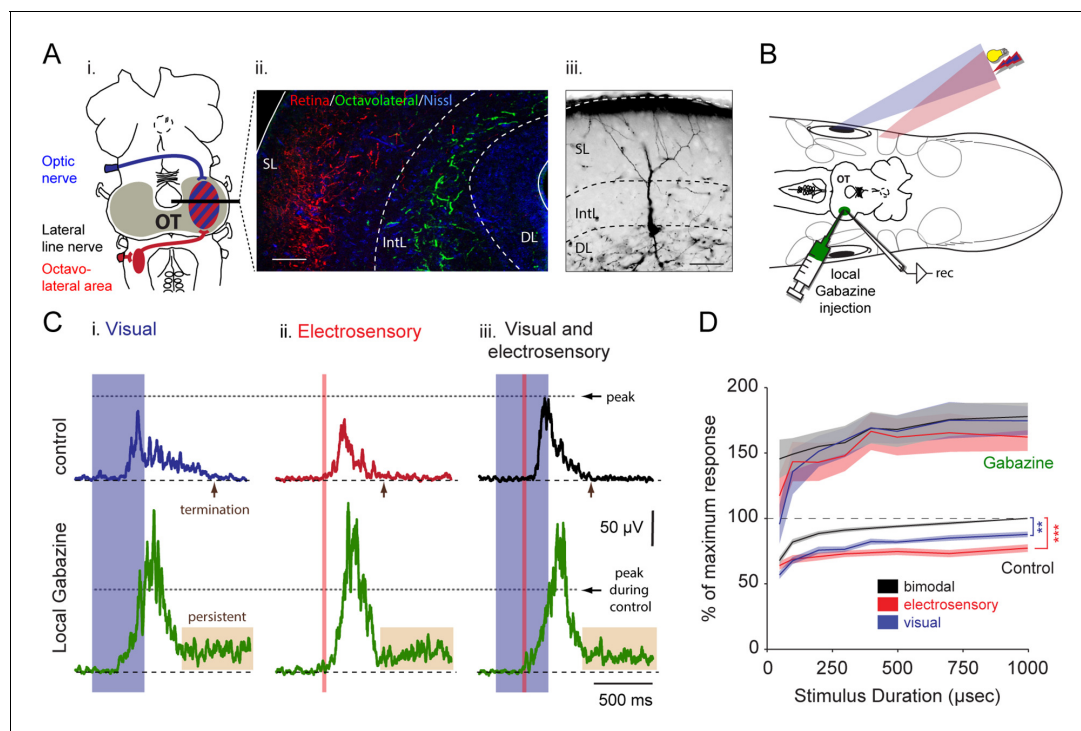 A
i.
ii.
iii.
B
Optic
nerve
Lateral
line nerve
Octavo-
lateral area
OT
Retina/Octavolateral/Nissl
SL
IntL
DL
SL
IntL
DL
OT
local
Gabazine
injection
rec
C
i. Visual
ii. Electrosensory
iii. Visual and
electrosensory
control
peak
termination
50 µV
Local Gabazine
peak
during
control
persistent
500 ms
D
% of maximum response
200
150
100
50
0
Gabazine
**
***
Control
bimodal
electrosensory
visual
250
500
750
1000
Stimulus Duration (µsec)